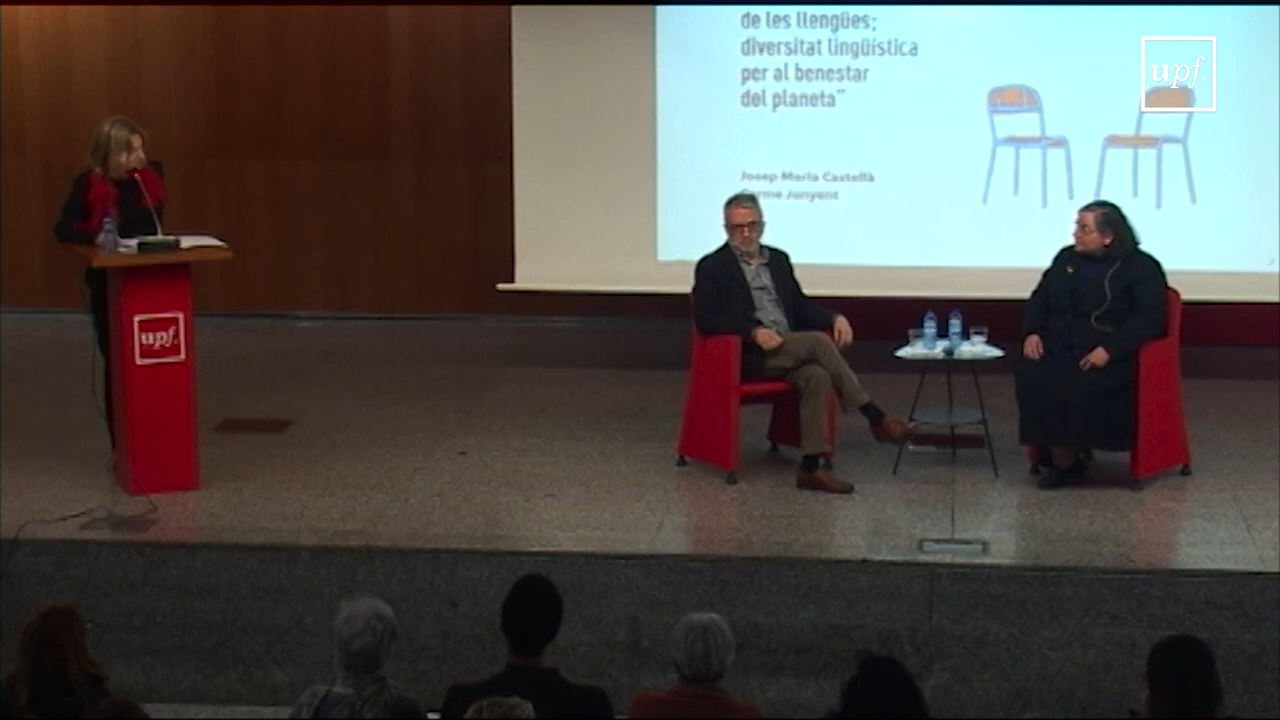 de les llengües;
diversitat lingüística
per al benestar
del planeta”
Josep Maria Castellà
Carme Junyent
upf.
upf.